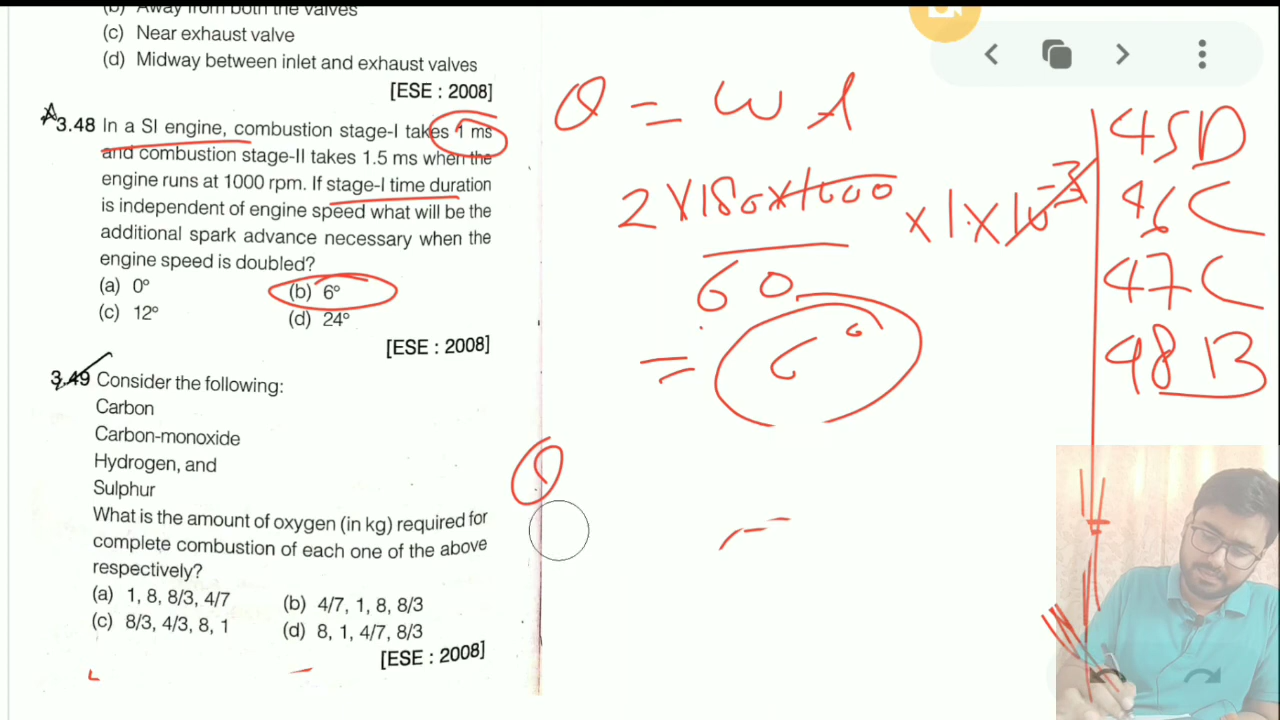 (b) Away from both the valves
(c) Near exhaust valve
(d) Midway between inlet and exhaust valves
[ESE : 2008]
3.48 In a SI engine, combustion stage-I takes 1 ms
and combustion stage-II takes 1.5 ms when the
engine runs at 1000 rpm. If stage-I time duration
is independent of engine speed what will be the
additional spark advance necessary when the
engine speed is doubled?
(a) 0° (b) 6°
(c) 12° (d) 24°
[ESE : 2008]
3.49 Consider the following:
Carbon
Carbon-monoxide
Hydrogen, and
Sulphur
What is the amount of oxygen (in kg) required for
complete combustion of each one of the above
respectively?
(a) 1, 8, 8/3, 4/7 (b) 4/7, 1, 8, 8/3
(c) 8/3, 4/3, 8, 1 (d) 8, 1, 4/7, 8/3
[ESE : 2008]
θ = ω t
2 × 180 × 1000 × 1 × 10⁻³
60
= 6°
θ
45 D
46 C
47 C
48 B